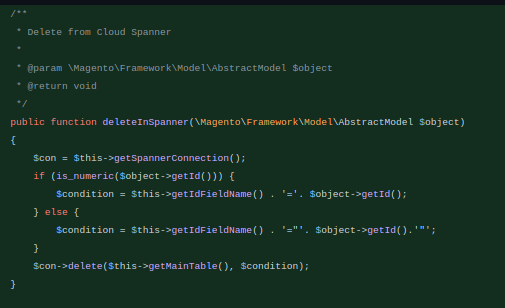 /**
 * Delete from Cloud Spanner
 *
 * @param \Magento\Framework\Model\AbstractModel $object
 * @return void
 */
public function deleteInSpanner(\Magento\Framework\Model\AbstractModel $object)
{
    $con = $this->getSpannerConnection();
    if (is_numeric($object->getId())) {
        $condition = $this->getIdFieldName() . '='. $object->getId();
    } else {
        $condition = $this->getIdFieldName() . '="'. $object->getId().'"';
    }
    $con->delete($this->getMainTable(), $condition);
}